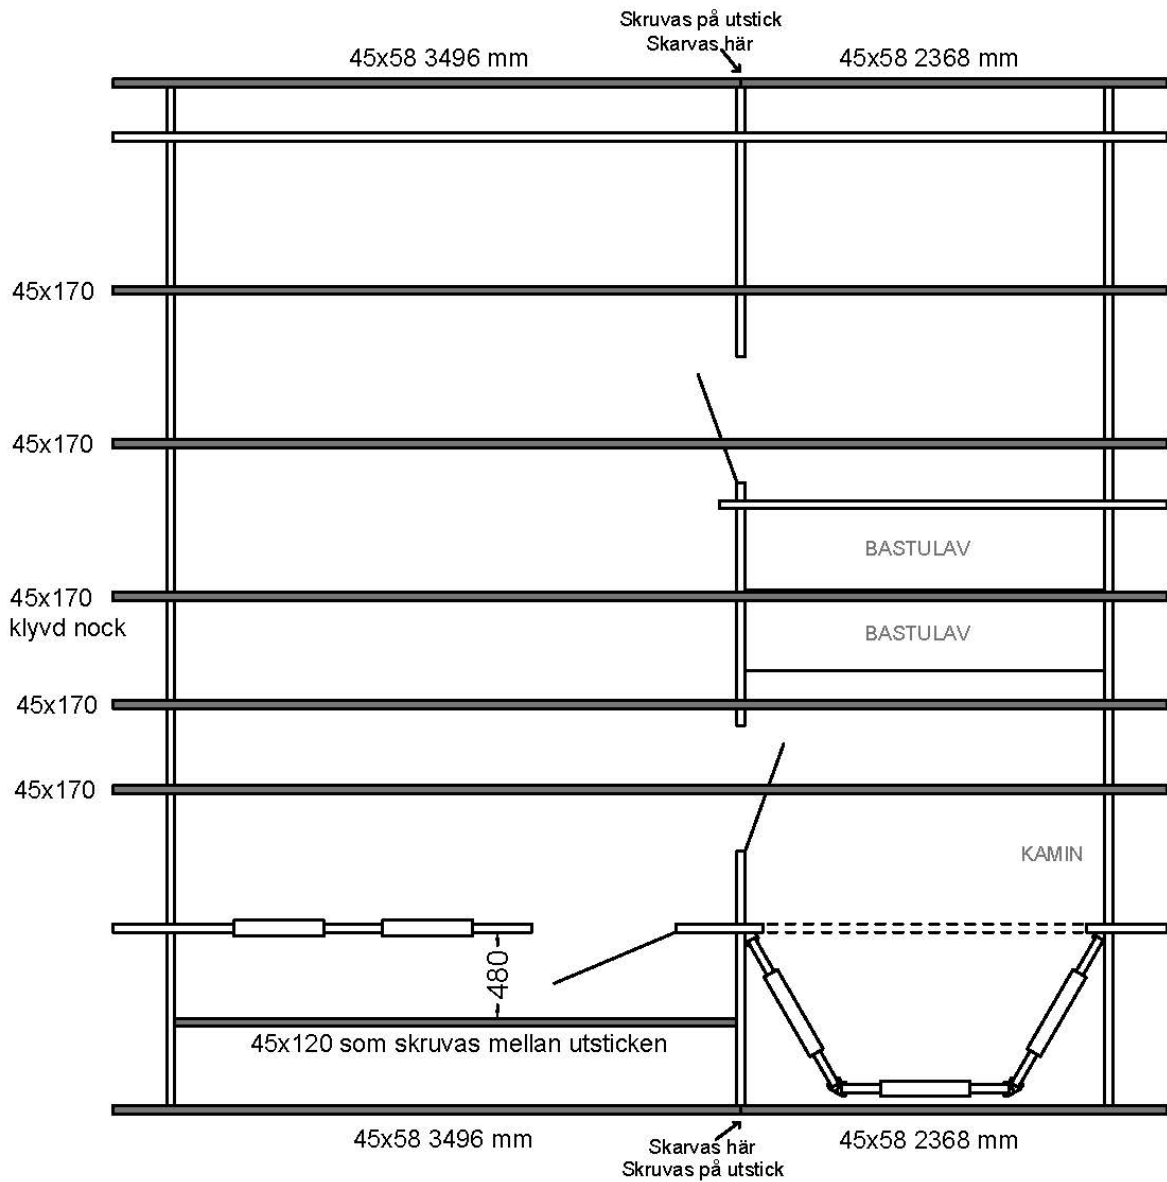 Skruvas på utstick
Skarvas här
45x58 3496 mm
45x58 2368 mm
45x170
45x170
BASTULAV
45x170
klyvd nock
BASTULAV
45x170
45x170
KAMIN
480
45x120 som skruvas mellan utsticken
45x58 3496 mm
45x58 2368 mm
Skarvas här
Skruvas på utstick